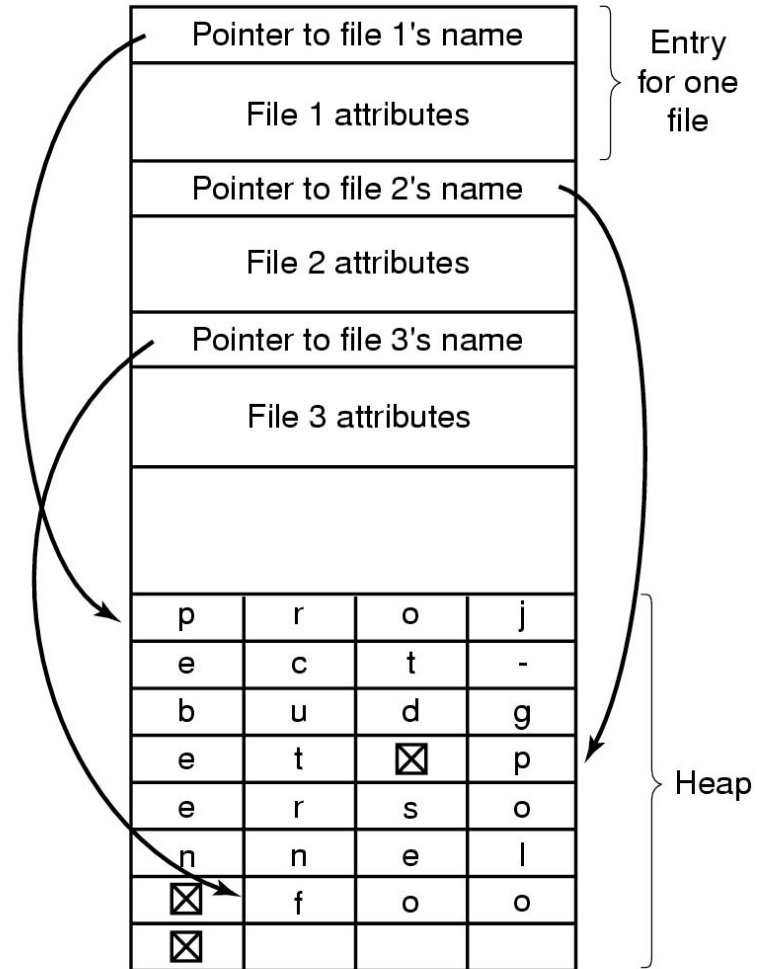 Pointer to file 1's name
Entry
for one
file
File 1 attributes
Pointer to file 2's name
File 2 attributes
Pointer to file 3's name
File 3 attributes
p r o j
e c t -
b u d g
e t ☒ p
e r s o
n n e l
☒ f o o
☒
Heap